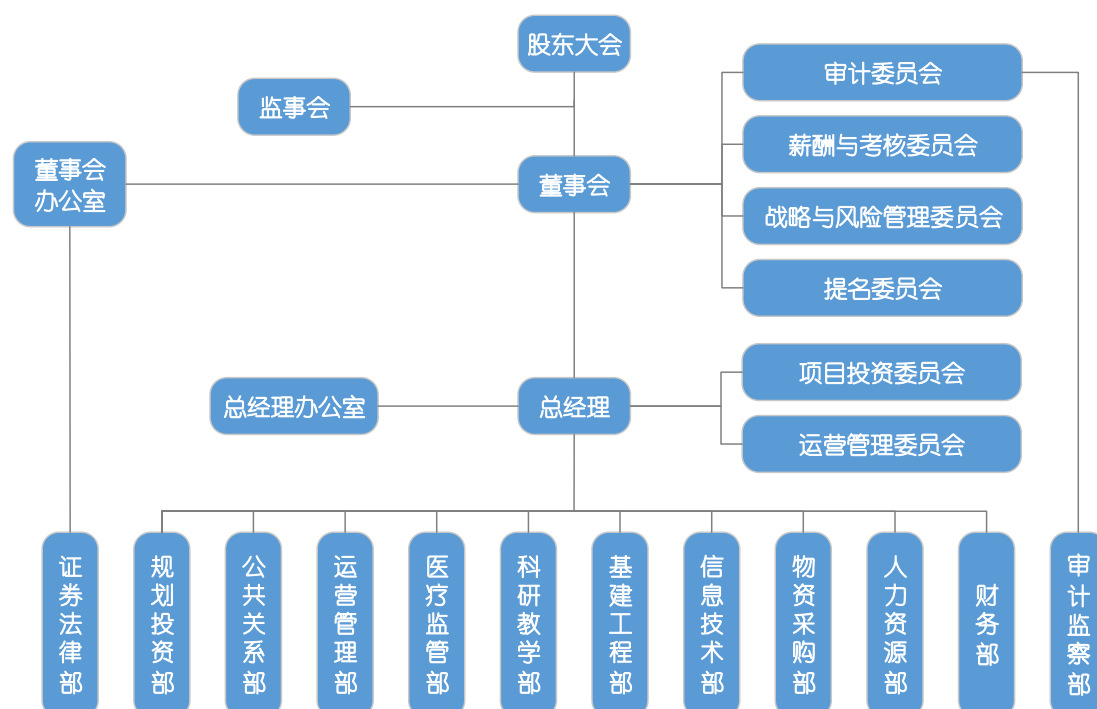 股东大会
审计委员会
监事会
薪酬与考核委员会
董事会
办公室
董事会
战略与风险管理委员会
提名委员会
项目投资委员会
总经理办公室
总经理
运营管理委员会
证券法律部
规划投资部
公共关系部
运营管理部
医疗监管部
科研教学部
基建工程部
信息技术部
物资采购部
人力资源部
财务部
审计监察部